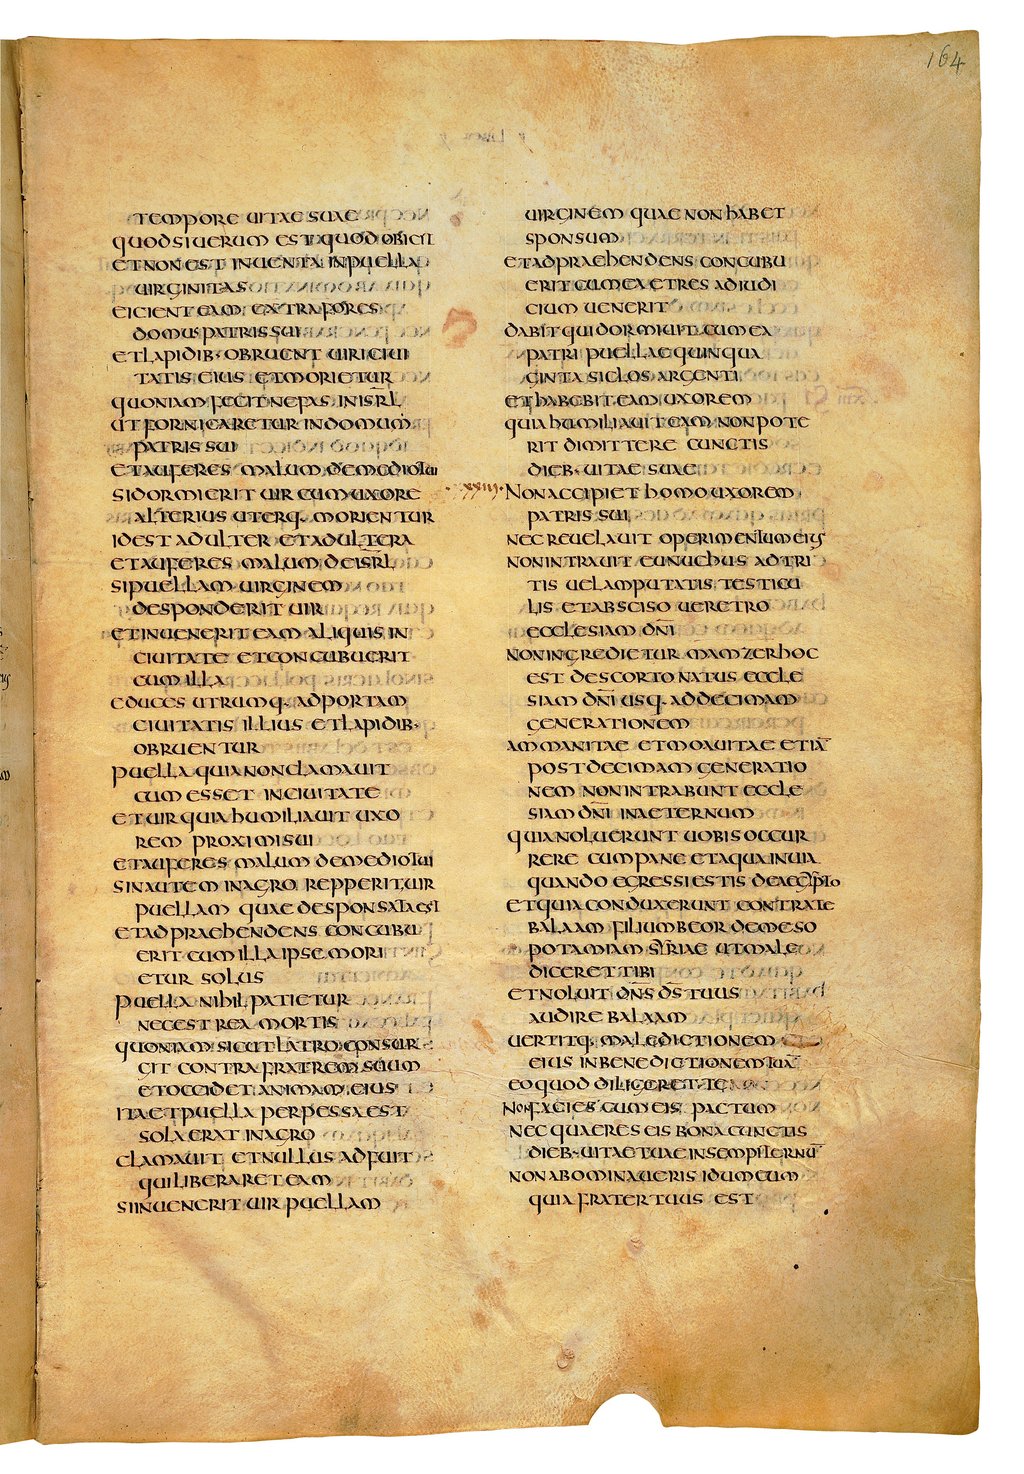 164
TEMPORE UITAE SUAE
QUODSI UERUM EST QUOD OBICIT
ET NON EST INUENTA IN PUELLA
UIRGINITAS
EICIENT EAM EXTRA FORES
DOMUS PATRIS SUI
ET LAPIDIB· OBRUENT UIRI CIUI
TATIS EIUS ET MORIETUR
QUONIAM FECIT NEFAS IN ISRL
UT FORNICARETUR IN DOMUM
PATRIS SUI
ET AUFERES MALUM DE MEDIO TUI
SI DORMIERIT UIR CUM UXORE
ALTERIUS UTERQ· MORIENTUR
ID EST ADULTER ET ADULTERA
ET AUFERES MALUM DE ISRL
SI PUELLAM UIRGINEM
DESPONDERIT UIR
ET INUENERIT EAM ALIQUIS IN
CIUITATE ET CONCUBUERIT
CUM ILLA
EDUCES UTRUMQ· AD PORTAM
CIUITATIS ILLIUS ET LAPIDIB·
OBRUENTUR
PUELLA QUIA NON CLAMAUIT
CUM ESSET IN CIUITATE
ET UIR QUIA HUMILIAUIT UXO
REM PROXIMI SUI
ET AUFERES MALUM DE MEDIO TUI
SIN AUTEM IN AGRO REPPERIT UIR
PUELLAM QUAE DESPONSATA EST
ET ADPRAEHENDENS CONCUBU
ERIT CUM ILLA IPSE MORI
ETUR SOLUS
PUELLA NIHIL PATIETUR
NEC EST REA MORTIS
QUONIAM SICUT LATRO CONSUR
GIT CONTRA FRATREM SUUM
ET OCCIDET ANIMAM EIUS
ITA ET PUELLA PERPESSA EST
SOLA ERAT IN AGRO
CLAMAUIT ET NULLUS ADFUIT
QUI LIBERARET EAM
SI INUENERIT UIR PUELLAM
UIRGINEM QUAE NON HABET
SPONSUM
ET ADPRAEHENDENS CONCUBU
ERIT CUM EA ET RES AD IUDI
CIUM UENERIT
DABIT QUI DORMIUIT CUM EA
PATRI PUELLAE QUINQUA
GINTA SICLOS ARGENTI
ET HABEBIT EAM UXOREM
QUIA HUMILIAUIT EAM NON POTE
RIT DIMITTERE CUNCTIS
DIEB· UITAE SUAE
XXIII· NON ACCIPIET HOMO UXOREM
PATRIS SUI
NEC REUELAUIT OPERIMENTUM EIUS
NON INTRAUIT EUNUCHUS ADTRI
TIS UEL AMPUTATIS TESTICU
LIS ET ABSCISO UERETRO
ECCLESIAM DN̄I
NON INGREDIETUR MAMZER HOC
EST DE SCORTO NATUS ECCLE
SIAM DN̄I USQ· AD DECIMAM
GENERATIONEM
AMMANITAE ET MOAUITAE ETIĀ
POST DECIMAM GENERATIO
NEM NON INTRABUNT ECCLE
SIAM DN̄I IN AETERNUM
QUIA NOLUERUNT UOBIS OCCUR
RERE CUM PANE ET AQUA IN UIA
QUANDO EGRESSI ESTIS DE AEGYPTO
ET QUIA CONDUXERUNT CONTRA TE
BALAAM FILIUM BEOR DE MESO
POTAMIAM SYRIAE UT MALE
DICERET TIBI
ET NOLUIT DN̄S D̄S TUUS
AUDIRE BALAAM
UERTITQ· MALEDICTIONEM
EIUS IN BENEDICTIONEM TUĀ
EO QUOD DILIGERET TE
NON FACIES CUM EIS PACTUM
NEC QUAERES EIS BONA CUNCTIS
DIEB· UITAE TUAE IN SEMPITERNŪ
NON ABOMINAUERIS IDUMEUM
QUIA FRATER TUUS EST